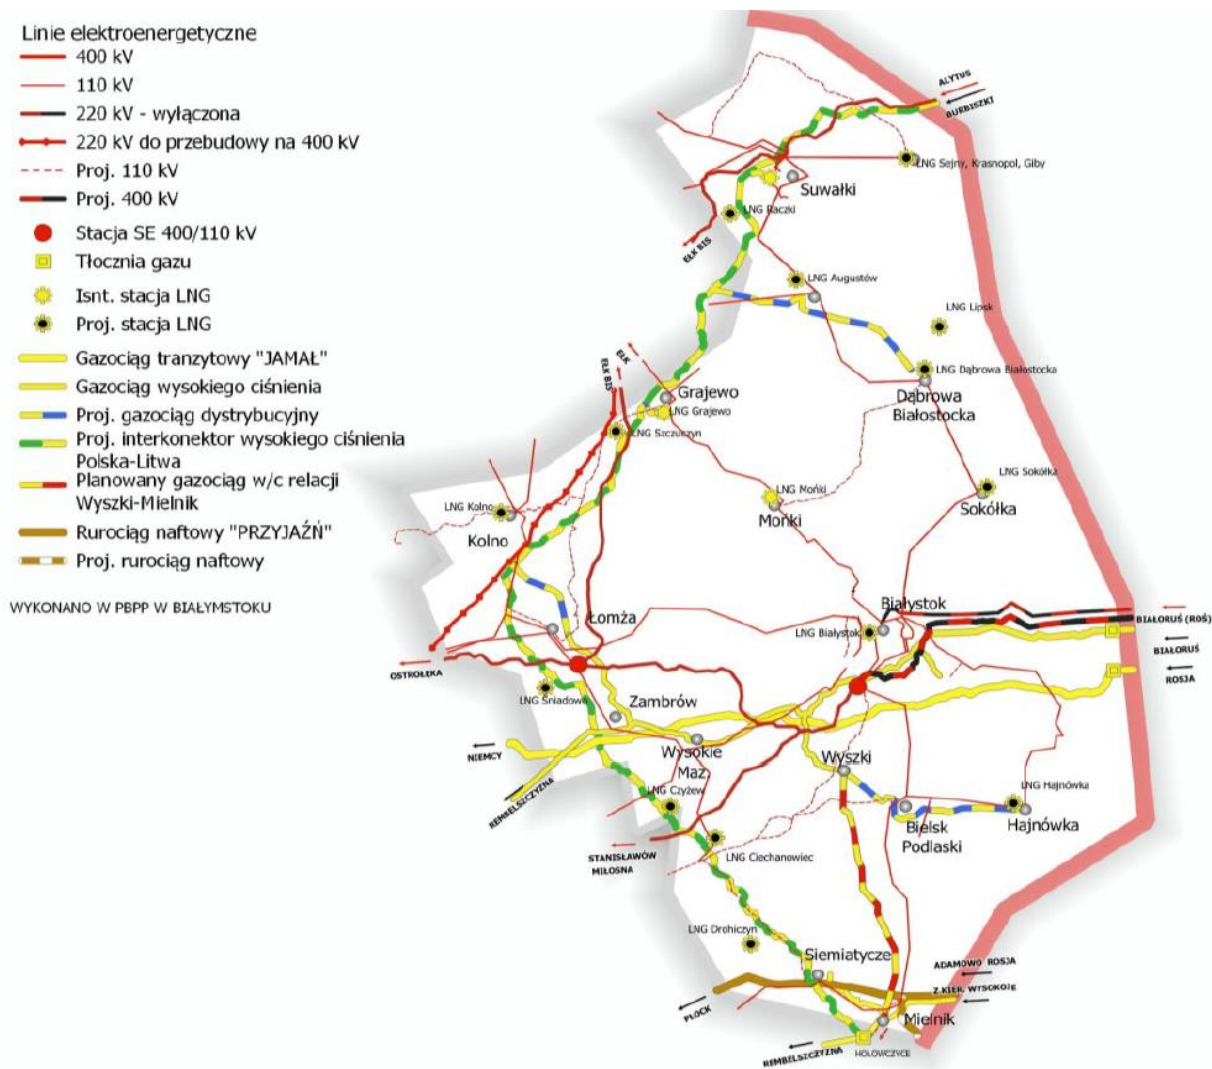 Linie elektroenergetyczne
400 kV
110 kV
220 kV - wyłączona
220 kV do przebudowy na 400 kV
Proj. 110 kV
Proj. 400 kV
Stacja SE 400/110 kV
Tłocznia gazu
Isnt. stacja LNG
Proj. stacja LNG
Gazociąg tranzytowy "JAMAŁ"
Gazociąg wysokiego ciśnienia
Proj. gazociąg dystrybucyjny
Proj. interkonektor wysokiego ciśnienia
Polska-Litwa
Planowany gazociąg w/c relacji
Wyszki-Mielnik
Rurociąg naftowy "PRZYJAŹŃ"
Proj. rurociąg naftowy
WYKONANO W PBPP W BIAŁYMSTOKU
ALYTUS
BURBISZKI
LNG Sejny, Krasnopol, Giby
Suwałki
LNG Raczki
EŁK BIS
LNG Augustów
LNG Lipsk
EŁK
EŁK BIS
LNG Dąbrowa Białostocka
Dąbrowa
Białostocka
Grajewo
LNG Grajewo
LNG Szczuczyn
LNG Sokółka
Sokółka
LNG Mońki
Mońki
LNG Kolno
Kolno
Białystok
LNG Białystok
BIAŁORUŚ (ROŚ)
BIAŁORUŚ
ROSJA
Łomża
OSTROŁĘKA
LNG Śniadowo
Zambrów
NIEMCY
Wysokie
Maz.
Wyszki
REMBELSZCZYZNA
LNG Czyżew
LNG Hajnówka
Hajnówka
Bielsk
Podlaski
STANISŁAWÓW
MIŁOSNA
LNG Ciechanowiec
LNG Drohiczyn
Siemiatycze
ADAMOWO ROSJA
Z KIER. WYSOKOJE
PŁOCK
Mielnik
REMBELSZCZYZNA
HOŁOWCZYCE